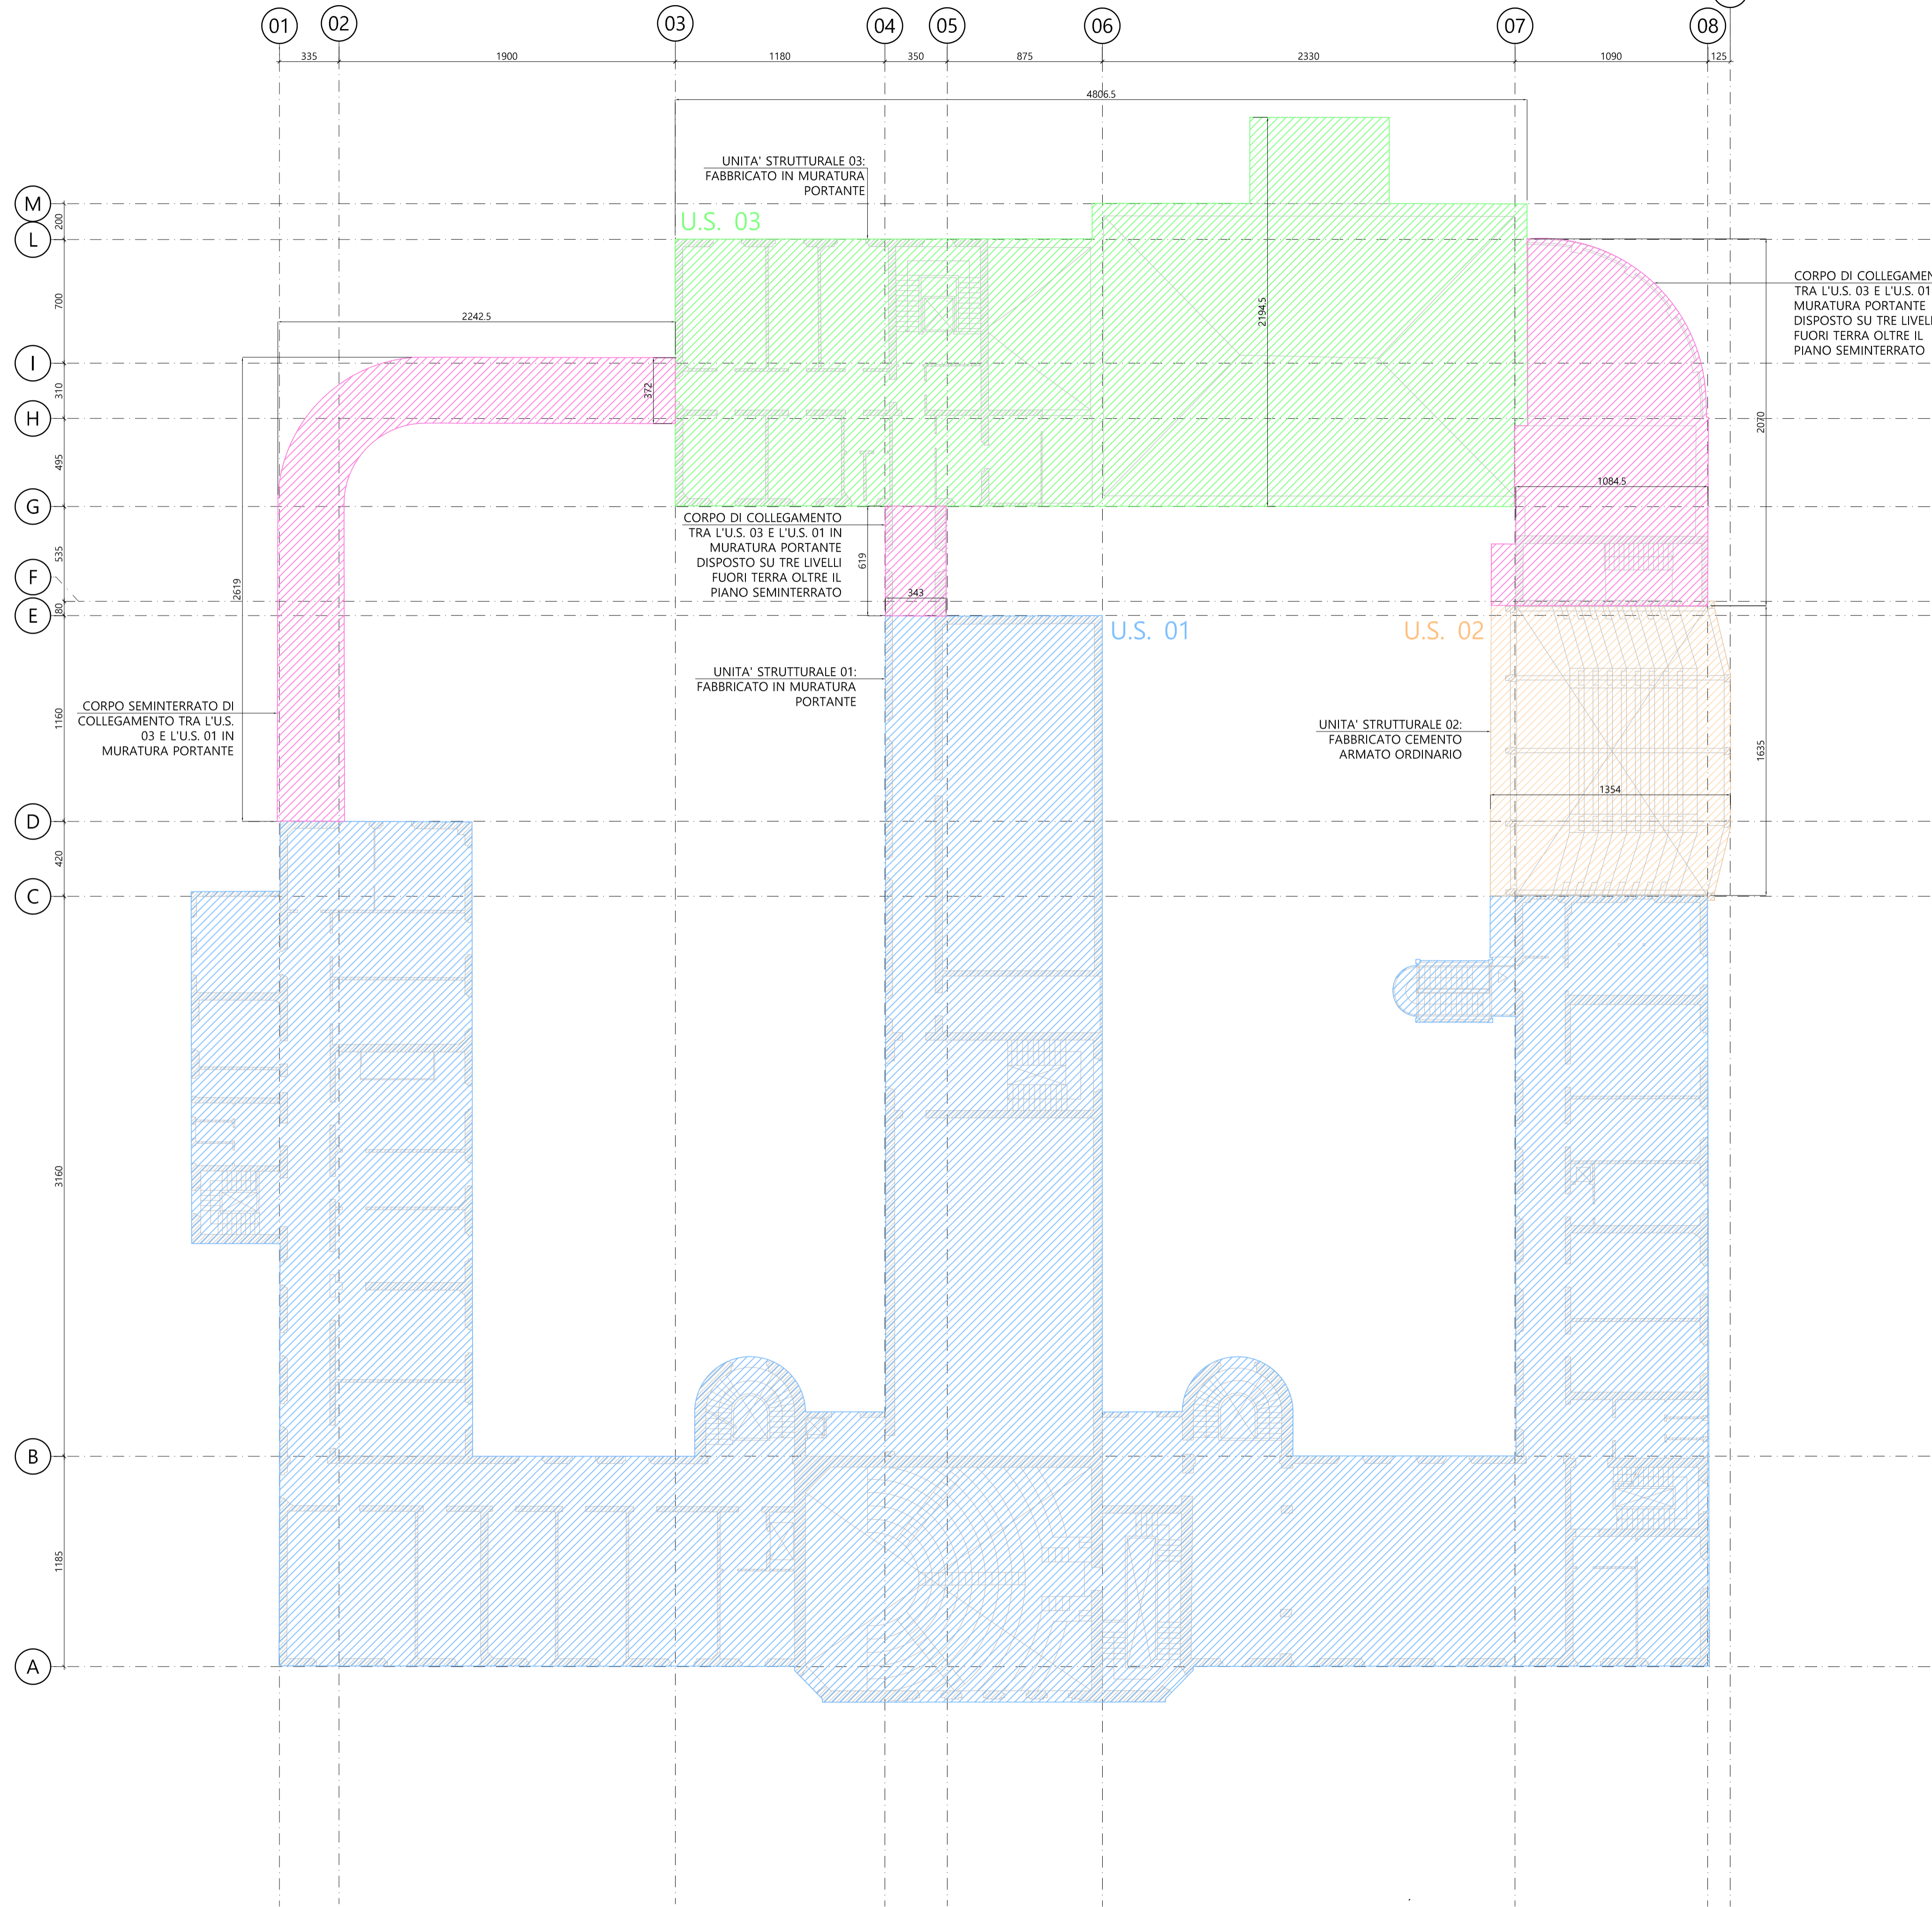 01
02
03
04
05
06
07
08
335
1900
1180
350
875
2330
1090
125
4806.5
UNITA' STRUTTURALE 03:
FABBRICATO IN MURATURA
PORTANTE
U.S. 03
2194.5
M
200
L
700
I
310
H
495
G
535
F
80
E
1160
D
420
C
3160
B
1185
A
2242.5
372
2619
CORPO DI COLLEGAMENTO
TRA L'U.S. 03 E L'U.S. 01 IN
MURATURA PORTANTE
DISPOSTO SU TRE LIVELLI
FUORI TERRA OLTRE IL
PIANO SEMINTERRATO
619
343
TRA L'U.S. 03 E L'U.S. 01
MURATURA PORTANTE
CORPO DI
DISPOSTO SU TRE
FUORI TERRA OLTRE IL
PIANO SEMINTERRATO
2070
1084.5
U.S. 01
U.S. 02
UNITA' STRUTTURALE 01:
FABBRICATO IN MURATURA
PORTANTE
CORPO SEMINTERRATO DI
COLLEGAMENTO TRA L'U.S.
03 E L'U.S. 01 IN
MURATURA PORTANTE
UNITA' STRUTTURALE 02:
FABBRICATO CEMENTO
ARMATO ORDINARIO
1635
1354